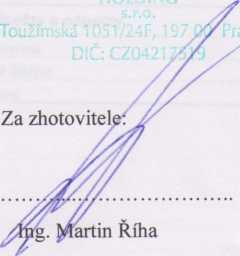 HOLDING
s.r.o.
Toužimská 1051/24F, 197 00 Pra
DIČ: CZ04212519
Za zhotovitele:
Ing. Martin Říha